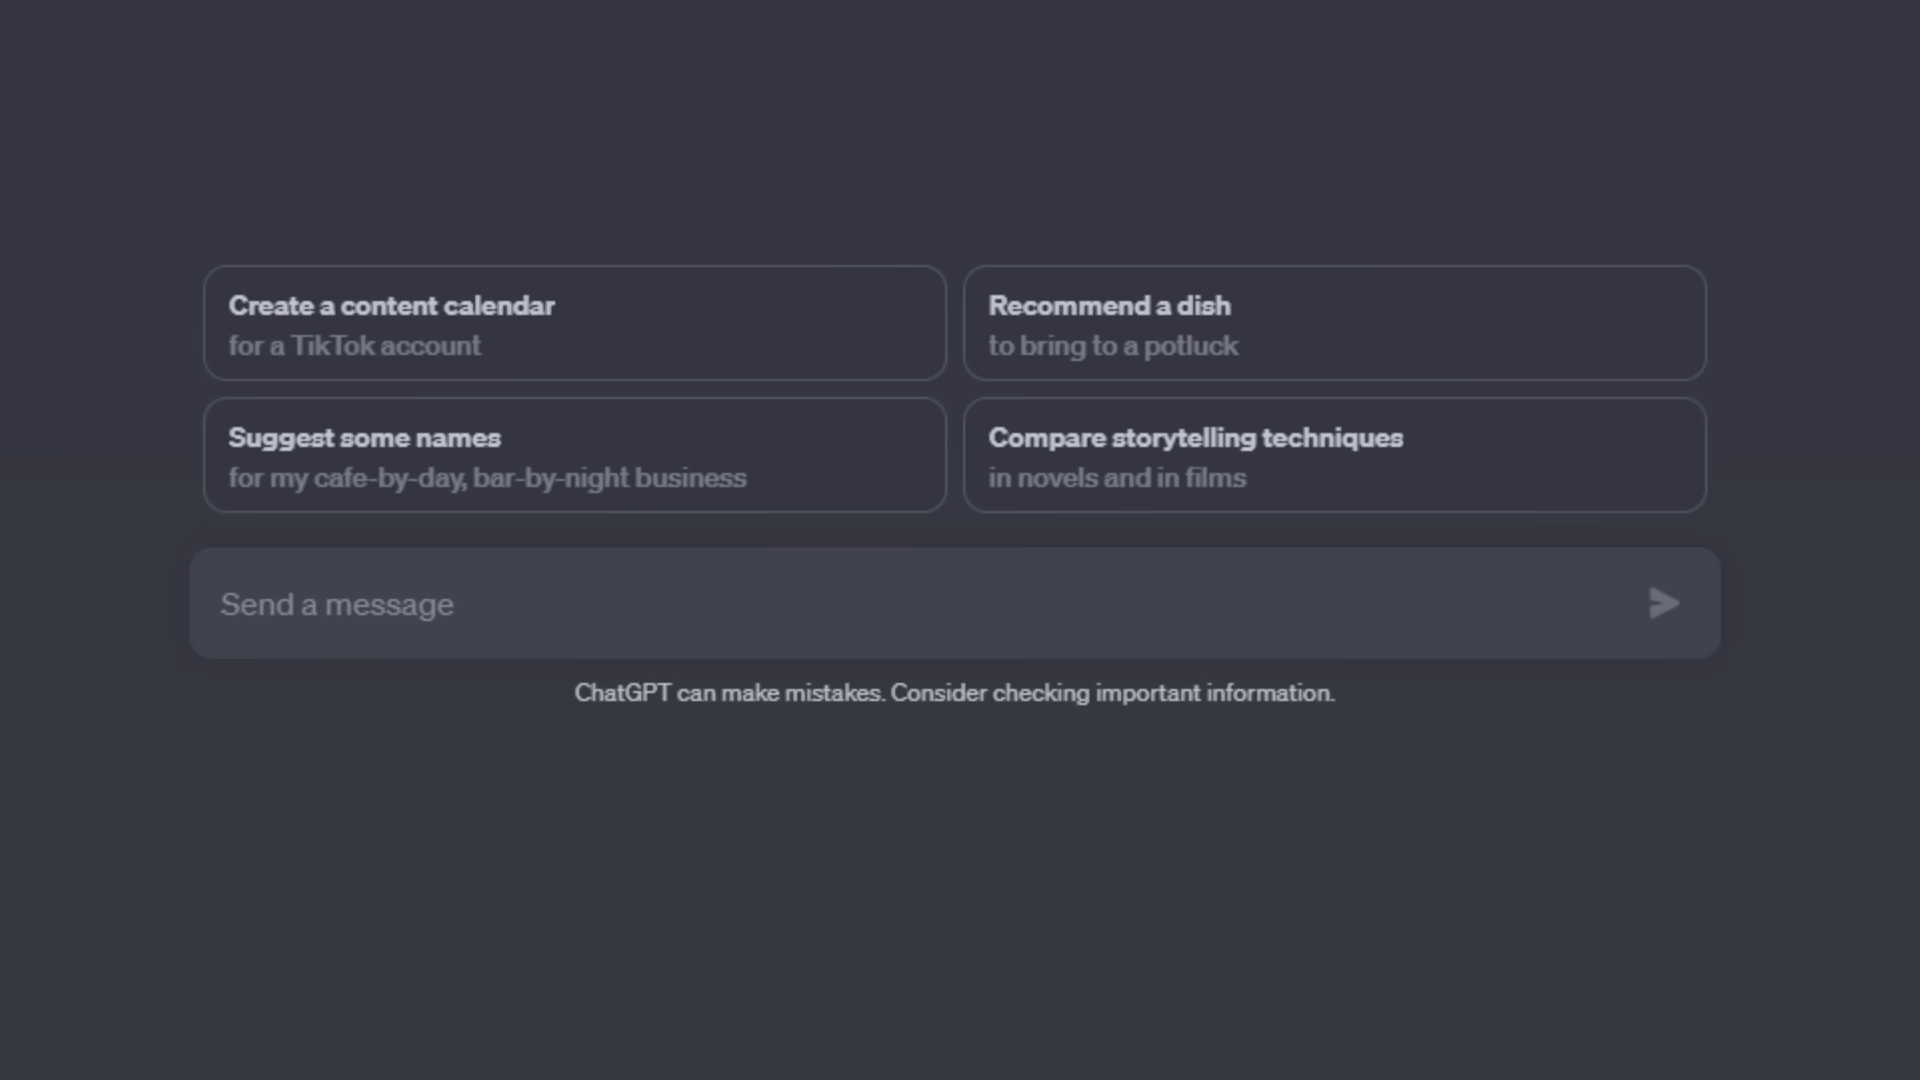 Create a content calendar
for a TikTok account
Recommend a dish
to bring to a potluck
Suggest some names
for my cafe-by-day, bar-by-night business
Compare storytelling techniques
in novels and in films
Send a message
ChatGPT can make mistakes. Consider checking important information.